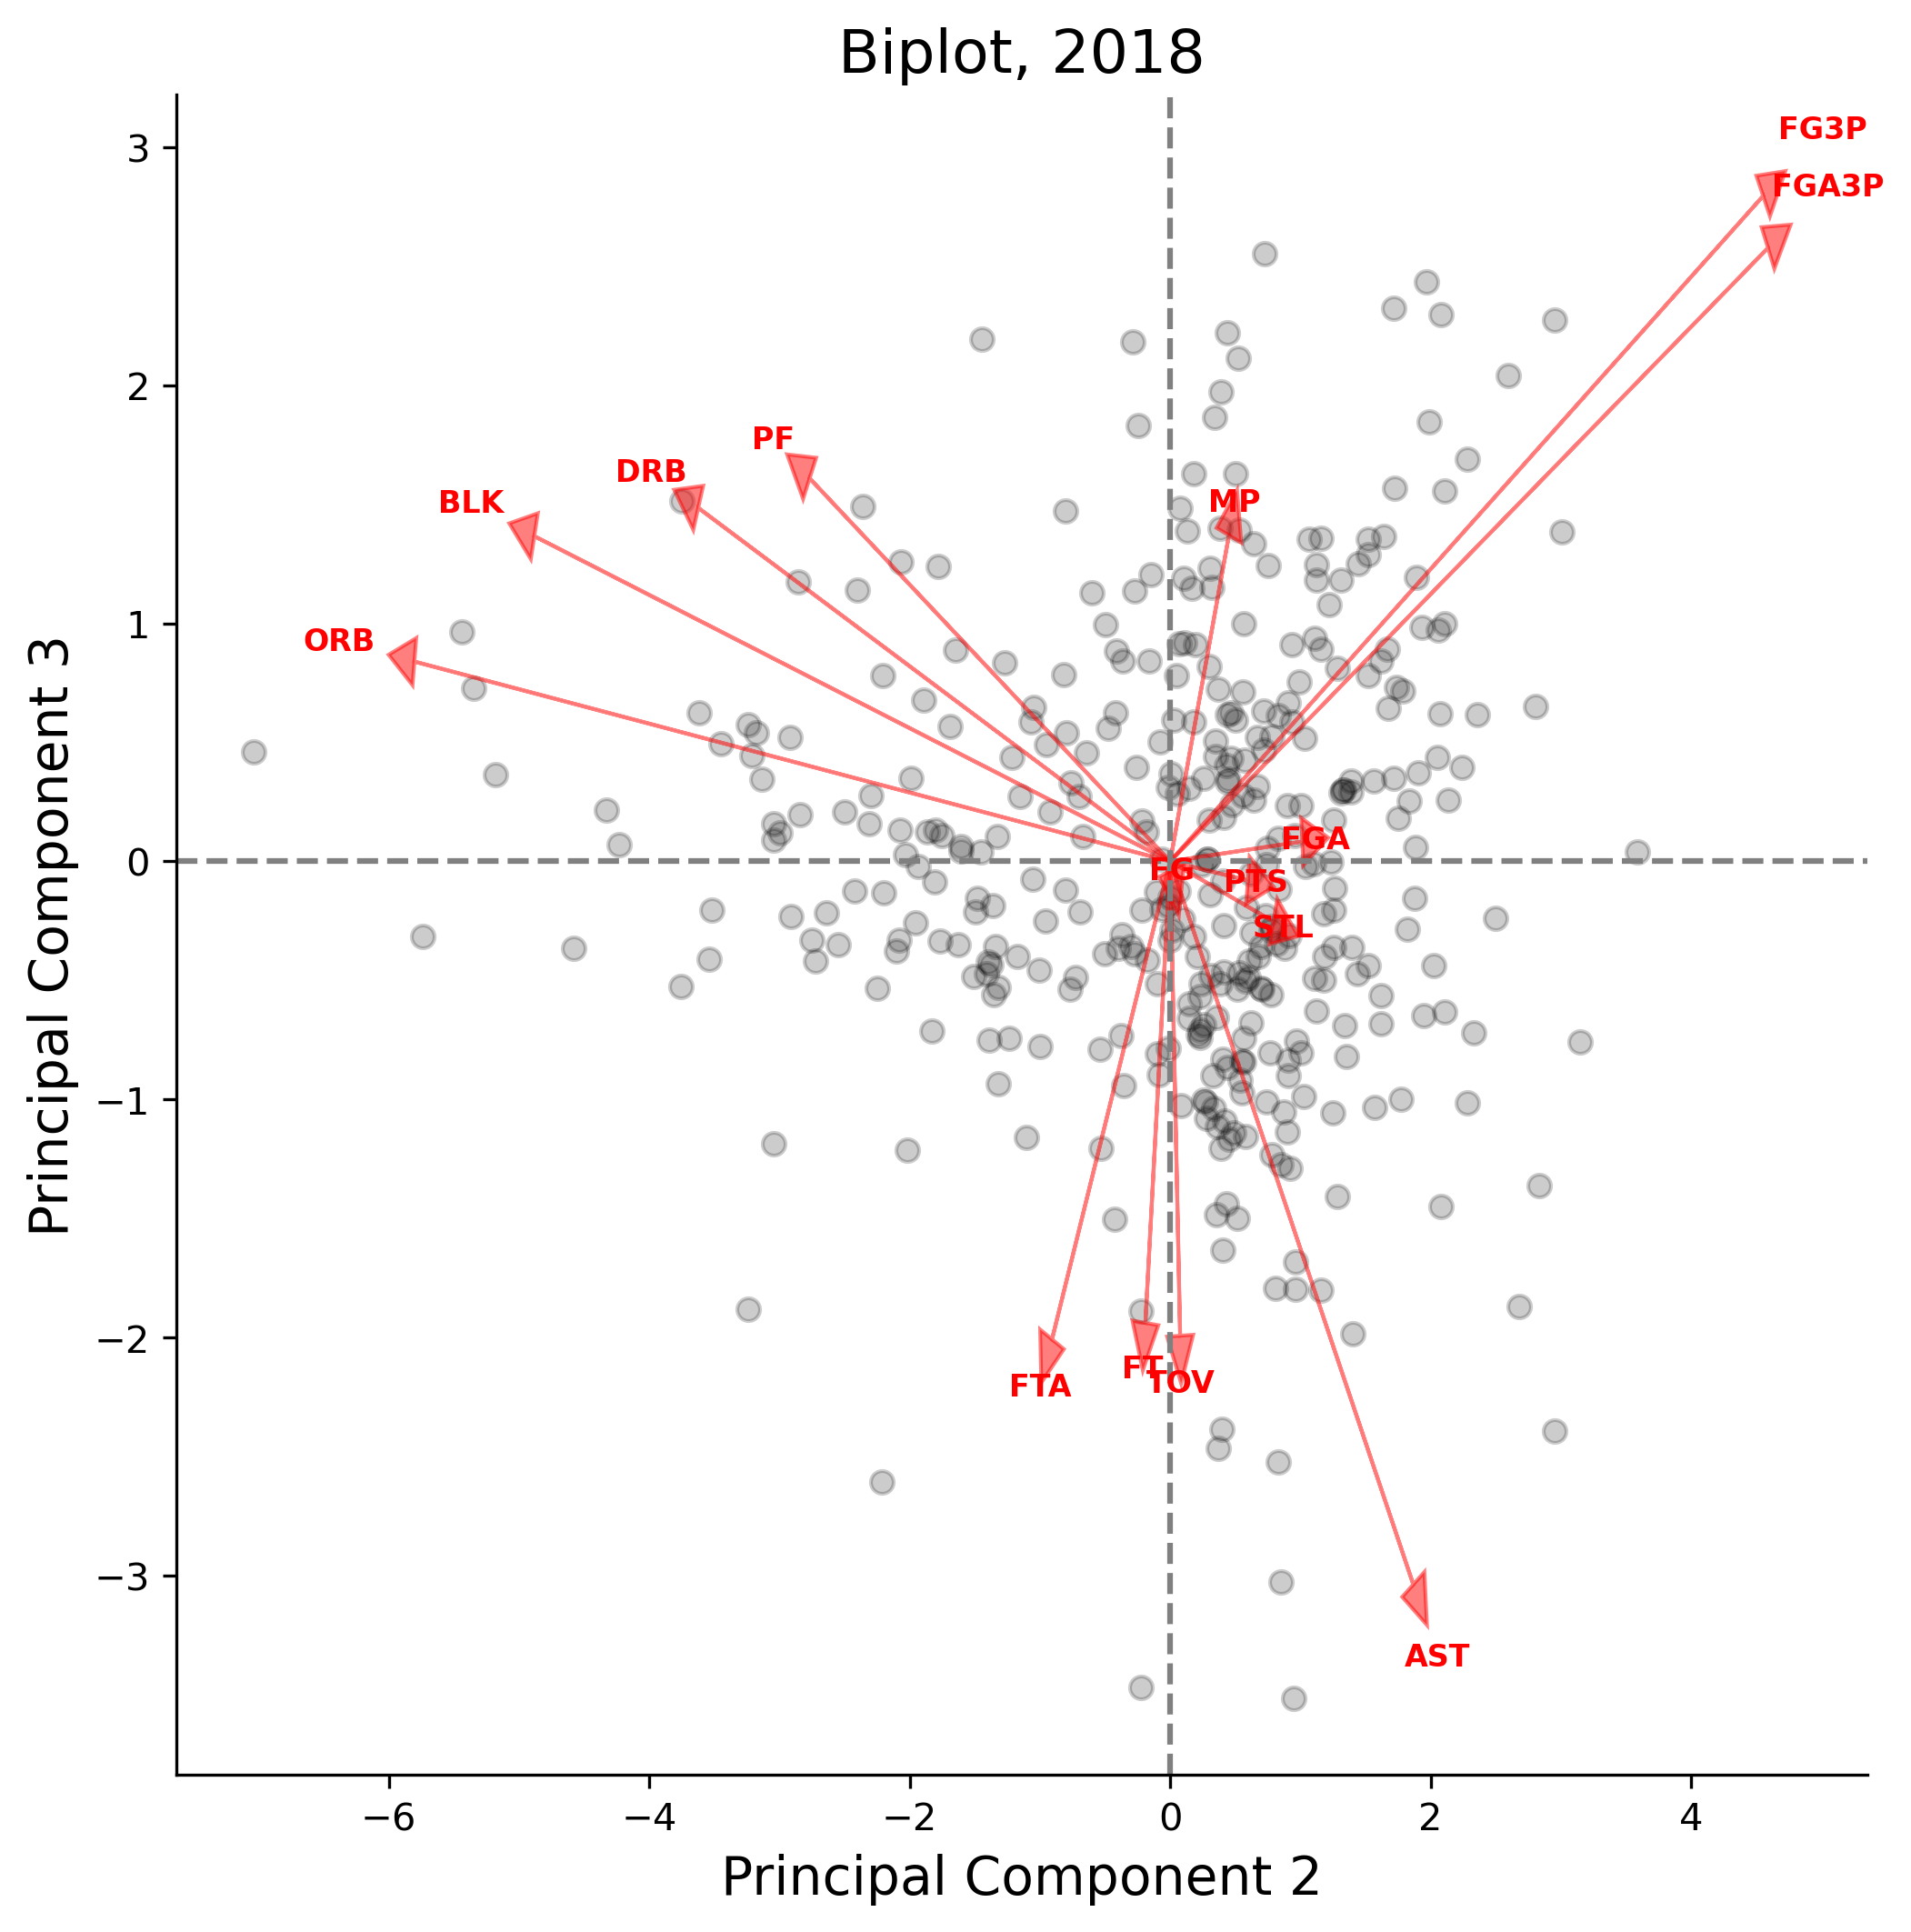 Biplot, 2018
FG3P
FGA3P
PF
DRB
BLK
MP
ORB
FGA
FG
PTS
STL
FT
TOV
FTA
AST
3
2
1
0
−1
−2
−3
Principal Component 3
−6
−4
−2
0
2
4
Principal Component 2